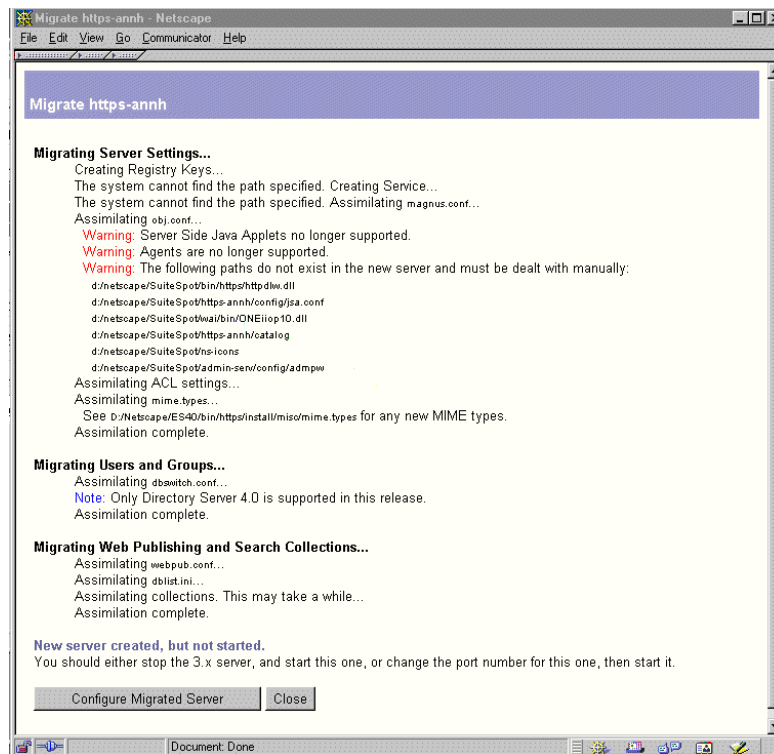 Migrate https-annh - Netscape
File Edit View Go Communicator Help
Migrate https-annh
Migrating Server Settings...
Creating Registry Keys...
The system cannot find the path specified. Creating Service...
The system cannot find the path specified. Assimilating magnus.conf...
Assimilating obj.conf...
Warning: Server Side Java Applets no longer supported.
Warning: Agents are no longer supported.
Warning: The following paths do not exist in the new server and must be dealt with manually:
d:/netscape/SuiteSpot/bin/https/httpdlw.dll
d:/netscape/SuiteSpot/https-annh/config/jsa.conf
d:/netscape/SuiteSpot/wai/bin/ONEiiop10.dll
d:/netscape/SuiteSpot/https-annh/catalog
d:/netscape/SuiteSpot/ns-icons
d:/netscape/SuiteSpot/admin-serv/config/admpw
Assimilating ACL settings...
Assimilating mime.types...
See D:/Netscape/ES40/bin/https/install/misc/mime.types for any new MIME types.
Assimilation complete.
Migrating Users and Groups...
Assimilating dbswitch.conf...
Note: Only Directory Server 4.0 is supported in this release.
Assimilation complete.
Migrating Web Publishing and Search Collections...
Assimilating webpub.conf...
Assimilating dblist.ini...
Assimilating collections. This may take a while...
Assimilation complete.
New server created, but not started.
You should either stop the 3.x server, and start this one, or change the port number for this one, then start it.
Configure Migrated Server Close
Document: Done